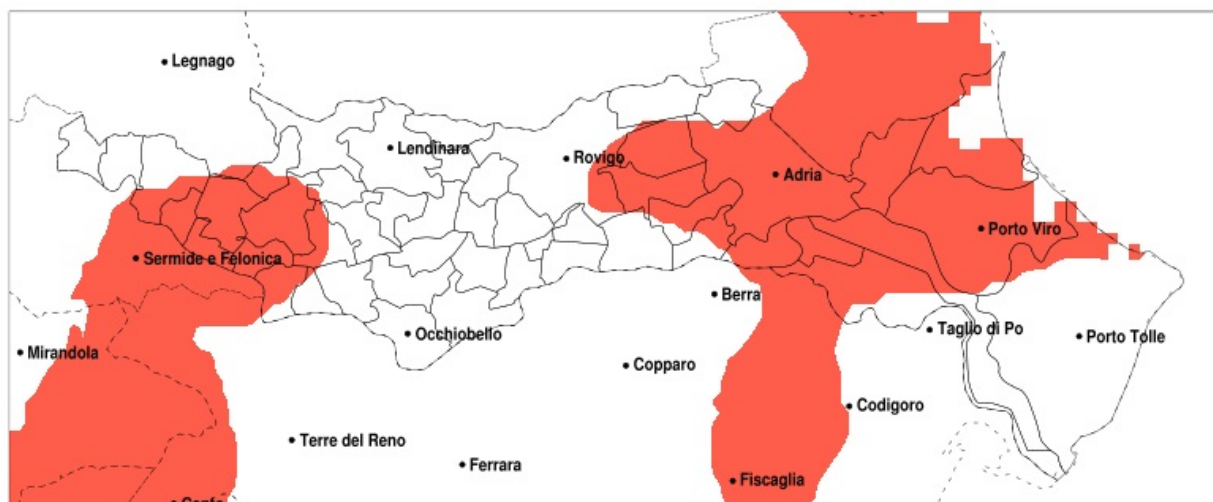 Legnago
Lendinara
Rovigo
Adria
Porto Viro
Sermide e Felonica
Berra
Taglio di Po
Porto Tolle
Occhiobello
Mirandola
Copparo
Codigoro
Terre del Reno
Ferrara
Fiscaglia